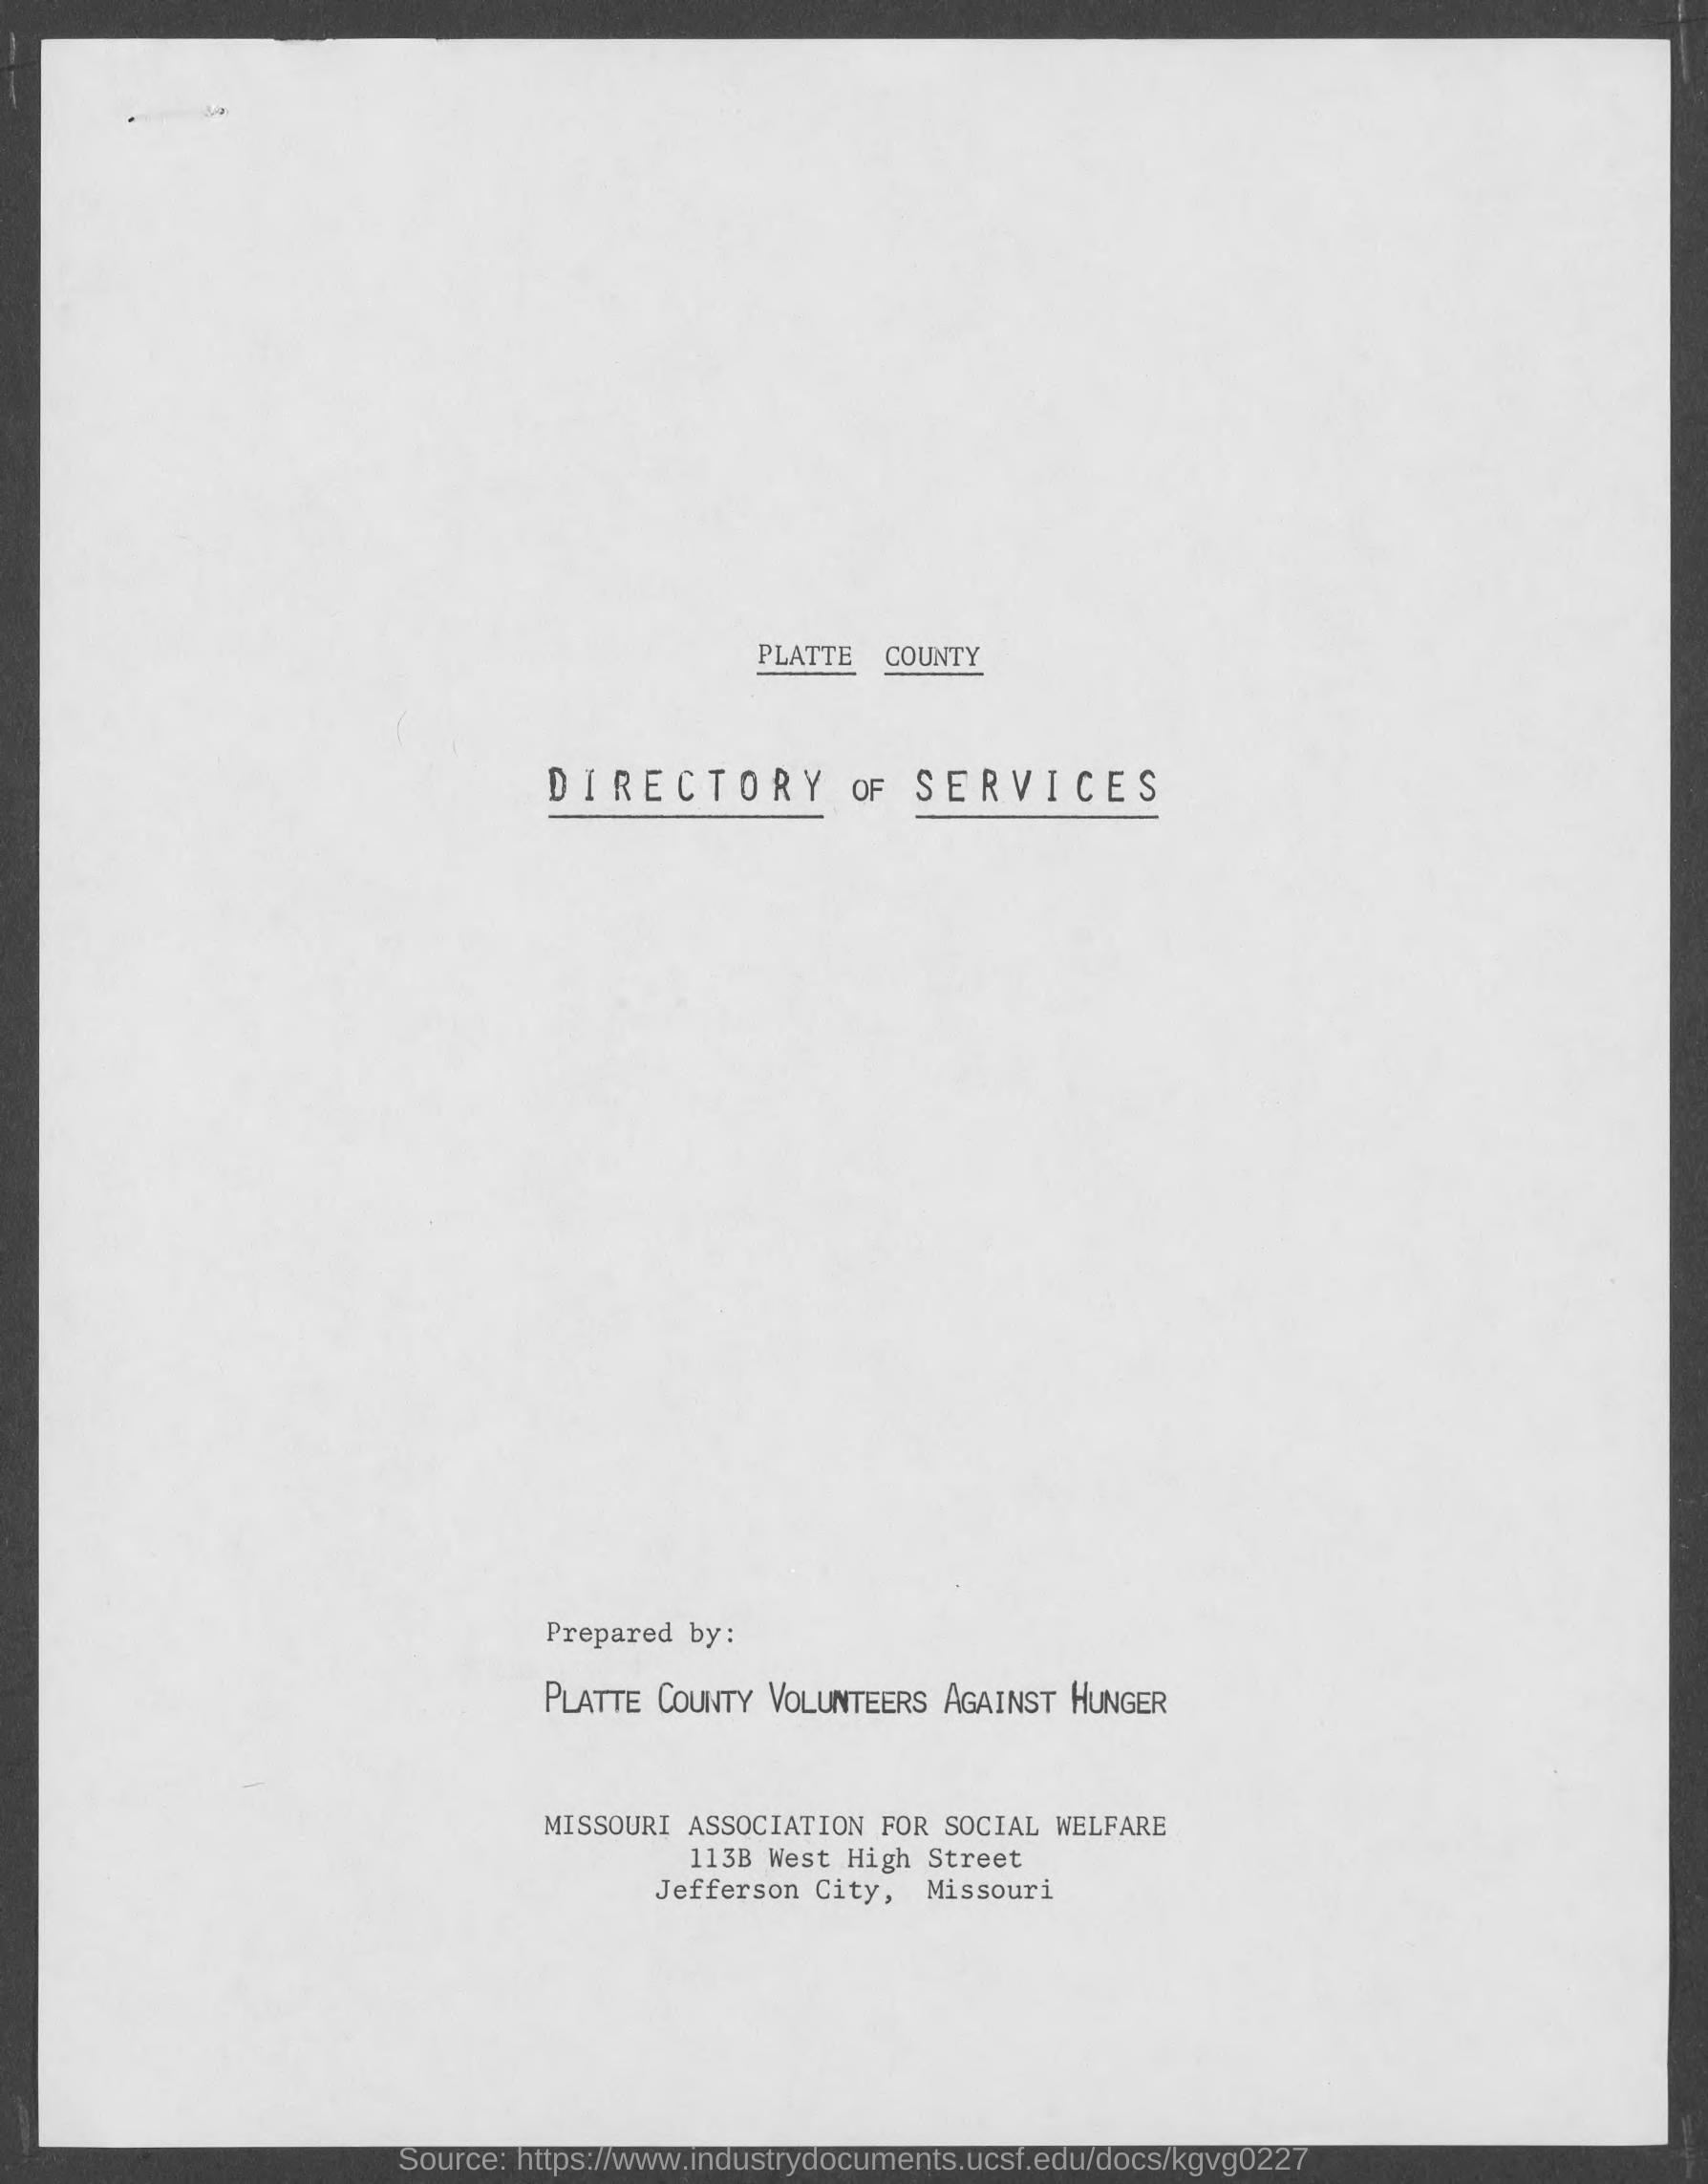 PLATTE COUNTY
DIRECTORY OF SERVICES
Prepared by:
PLATTE COUNTY VOLUNTEERS AGAINST HUNGER
MISSOURI ASSOCIATION FOR SOCIAL WELFARE
113B West High Street
Jefferson City, Missouri
Source: https://www.industrydocuments.ucsf.edu/docs/kgvg0227